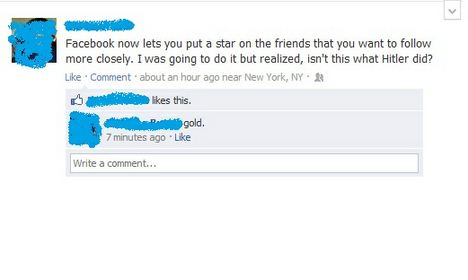 Facebook now lets you put a star on the friends that you want to follow
more closely. I was going to do it but realized, isn't this what Hitler did?
Like · Comment · about an hour ago near New York, NY ·
likes this.
gold.
7 minutes ago · Like
Write a comment...